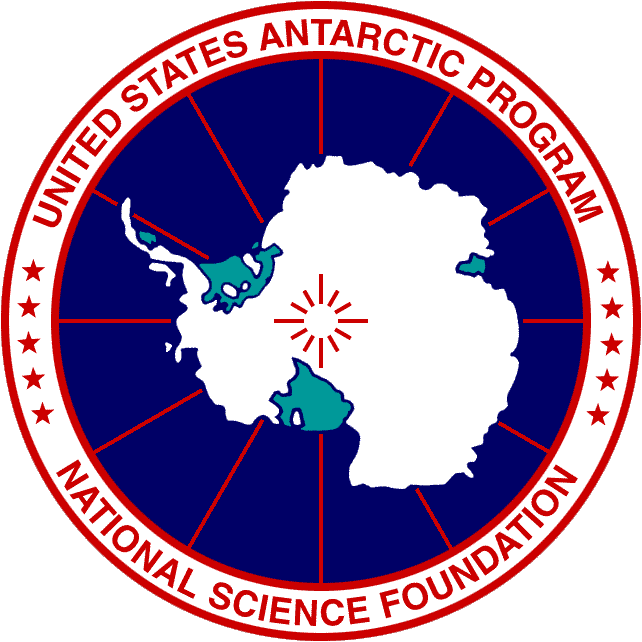 UNITED STATES ANTARCTIC PROGRAM
NATIONAL SCIENCE FOUNDATION